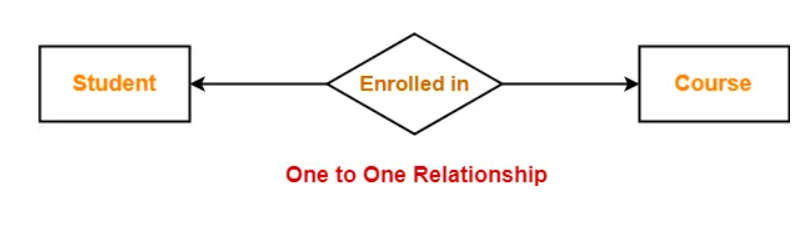 Student
Enrolled in
Course
One to One Relationship